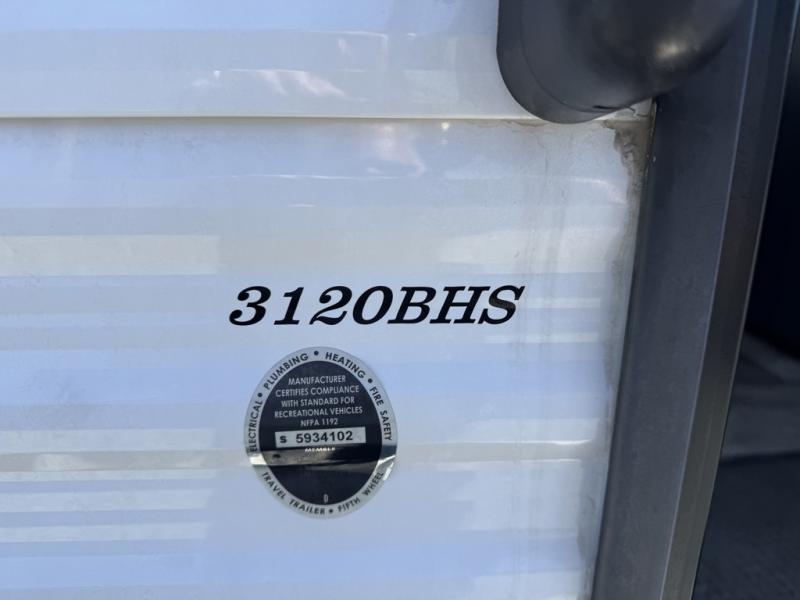 3120BHS
ELECTRICAL • PLUMBING • HEATING • FIRE SAFETY
MANUFACTURER
CERTIFIES COMPLIANCE
WITH STANDARD FOR
RECREATIONAL VEHICLES
NFPA 1192
S 5934102
MEMBER
D
TRAVEL TRAILER • FIFTH WHEEL